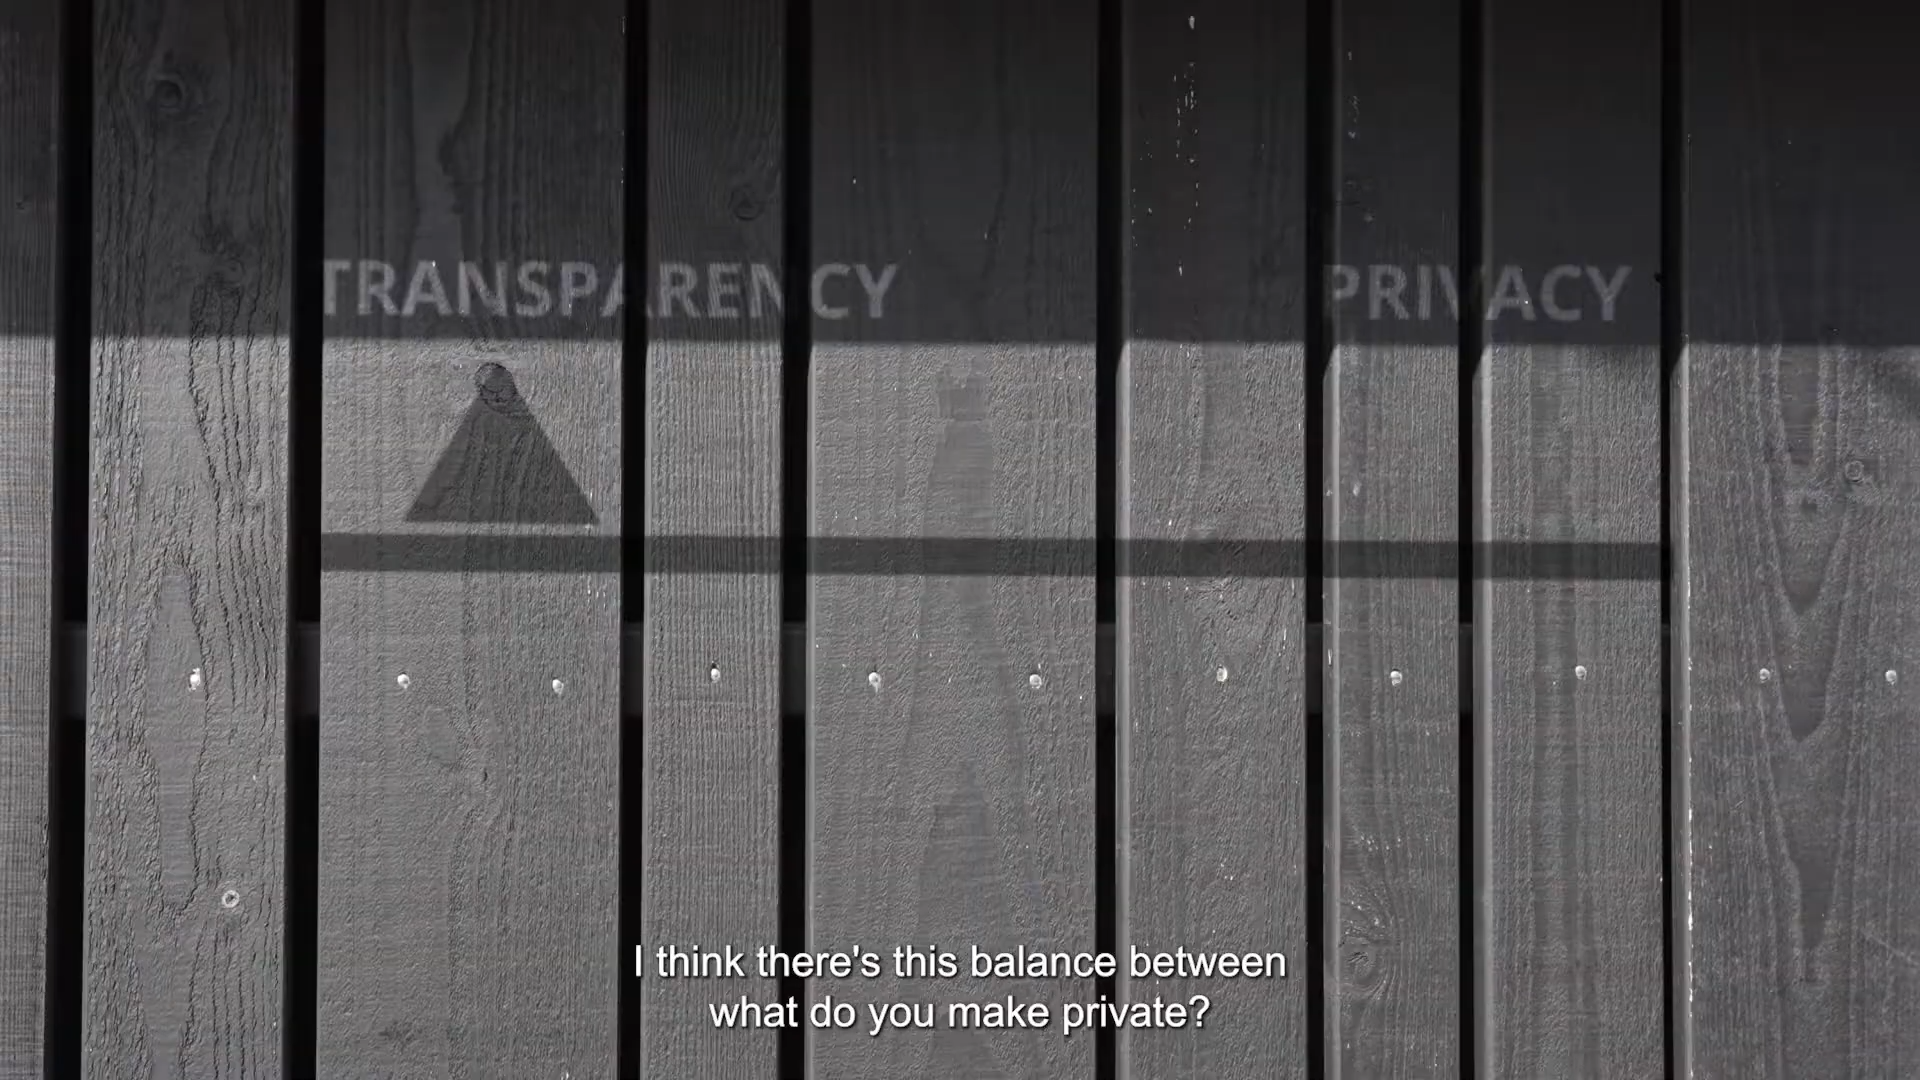 TRANSPARENCY PRIVACY
I think there's this balance between
what do you make private?